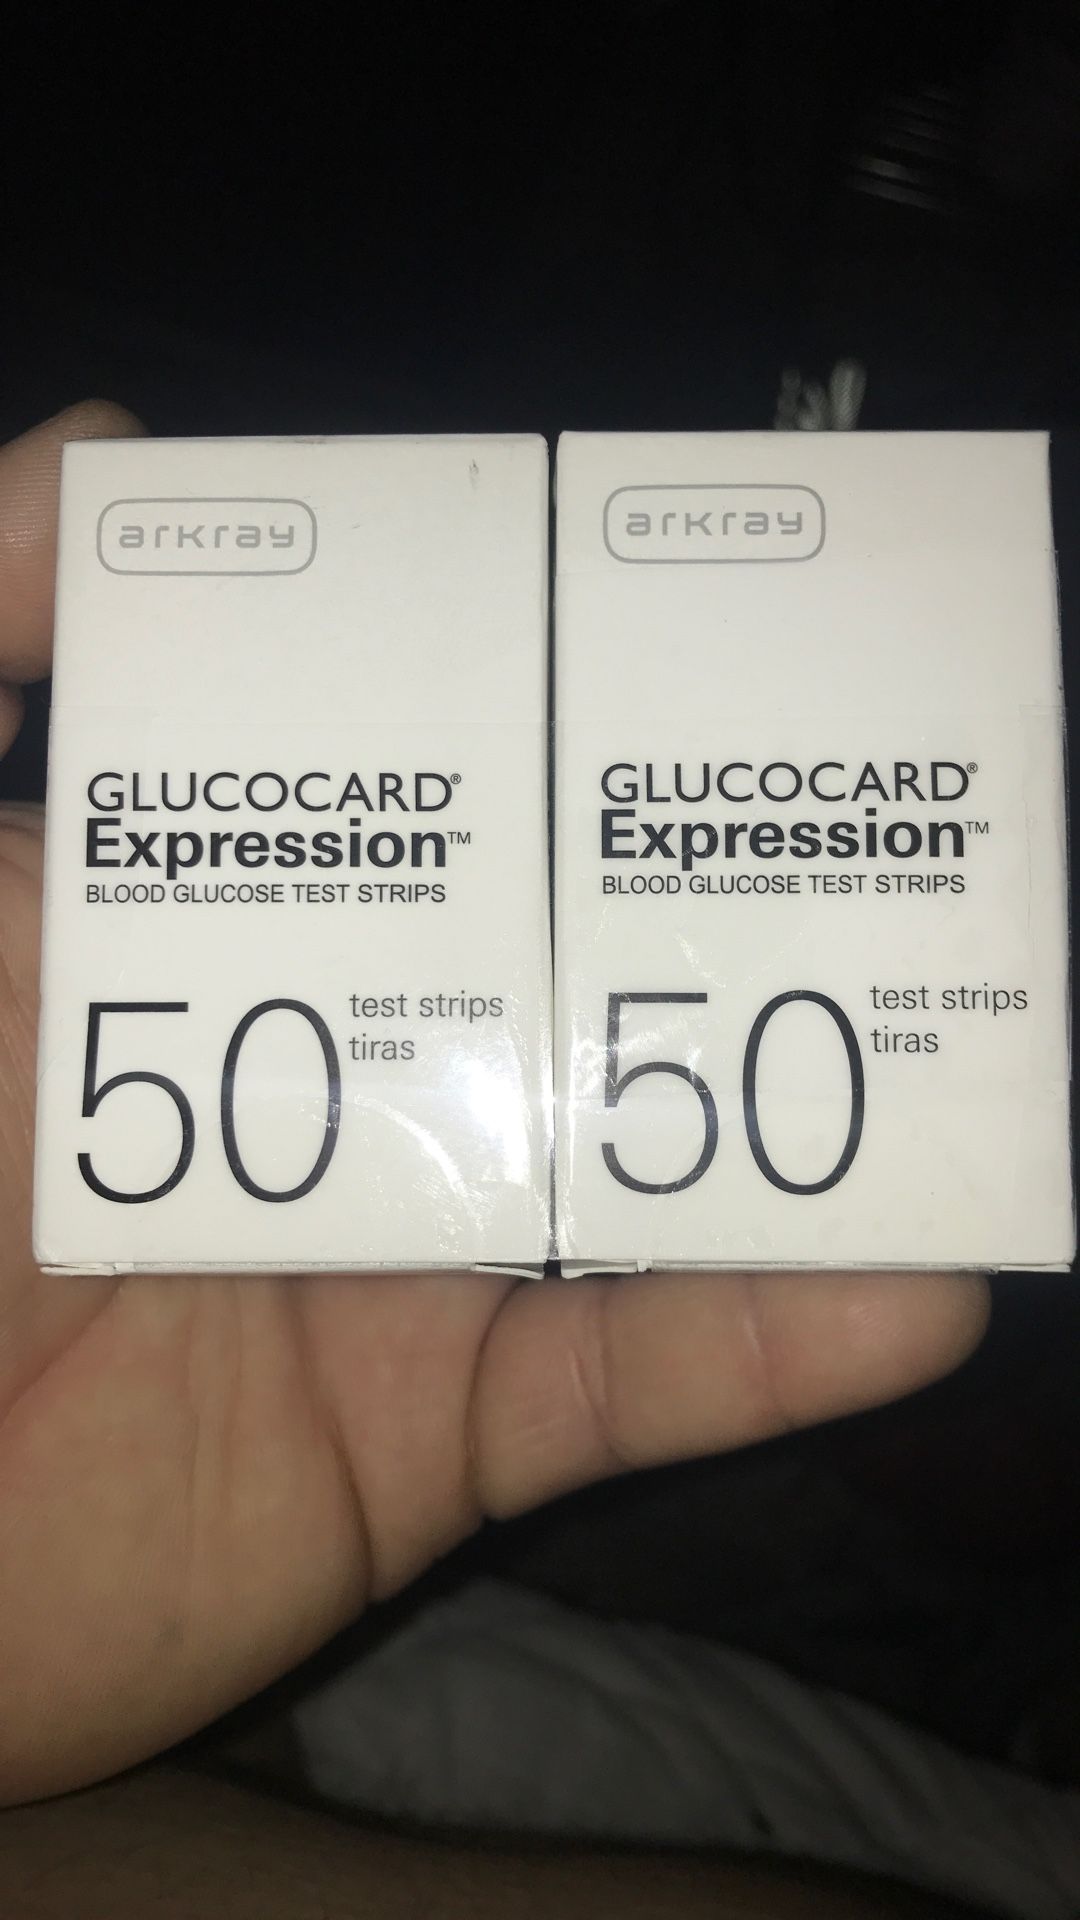 arkray
GLUCOCARD®
Expression™
BLOOD GLUCOSE TEST STRIPS
50 test strips
tiras
arkray
GLUCOCARD®
Expression™
BLOOD GLUCOSE TEST STRIPS
50 test strips
tiras